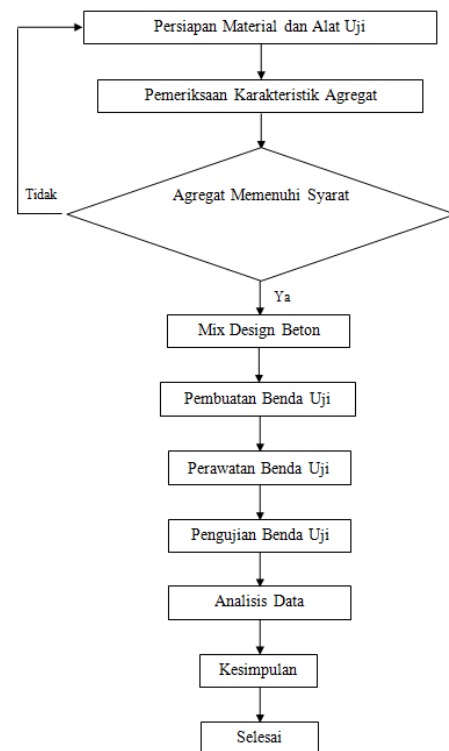 Persiapan Material dan Alat Uji
Pemeriksaan Karakteristik Agregat
Agregat Memenuhi Syarat
Tidak
Ya
Mix Design Beton
Pembuatan Benda Uji
Perawatan Benda Uji
Pengujian Benda Uji
Analisis Data
Kesimpulan
Selesai